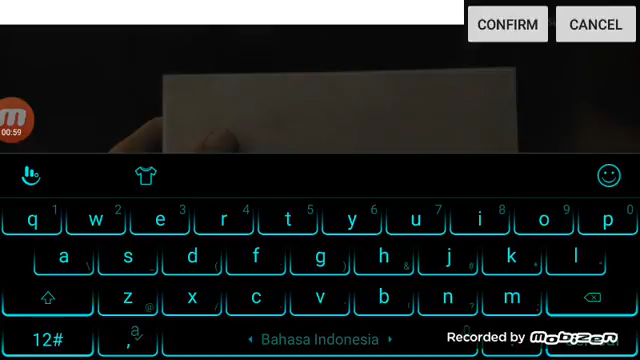 CONFIRM CANCEL
00:59
q 1 w 2 e 3 r 4 t 5 y 6 u 7 i 8 o 9 p 0
a \ s _ d ( f ) g ) h & j # k * l "
z @ x / c - v ' b : n ; m ?
12# , a Bahasa Indonesia
Recorded by mobizen